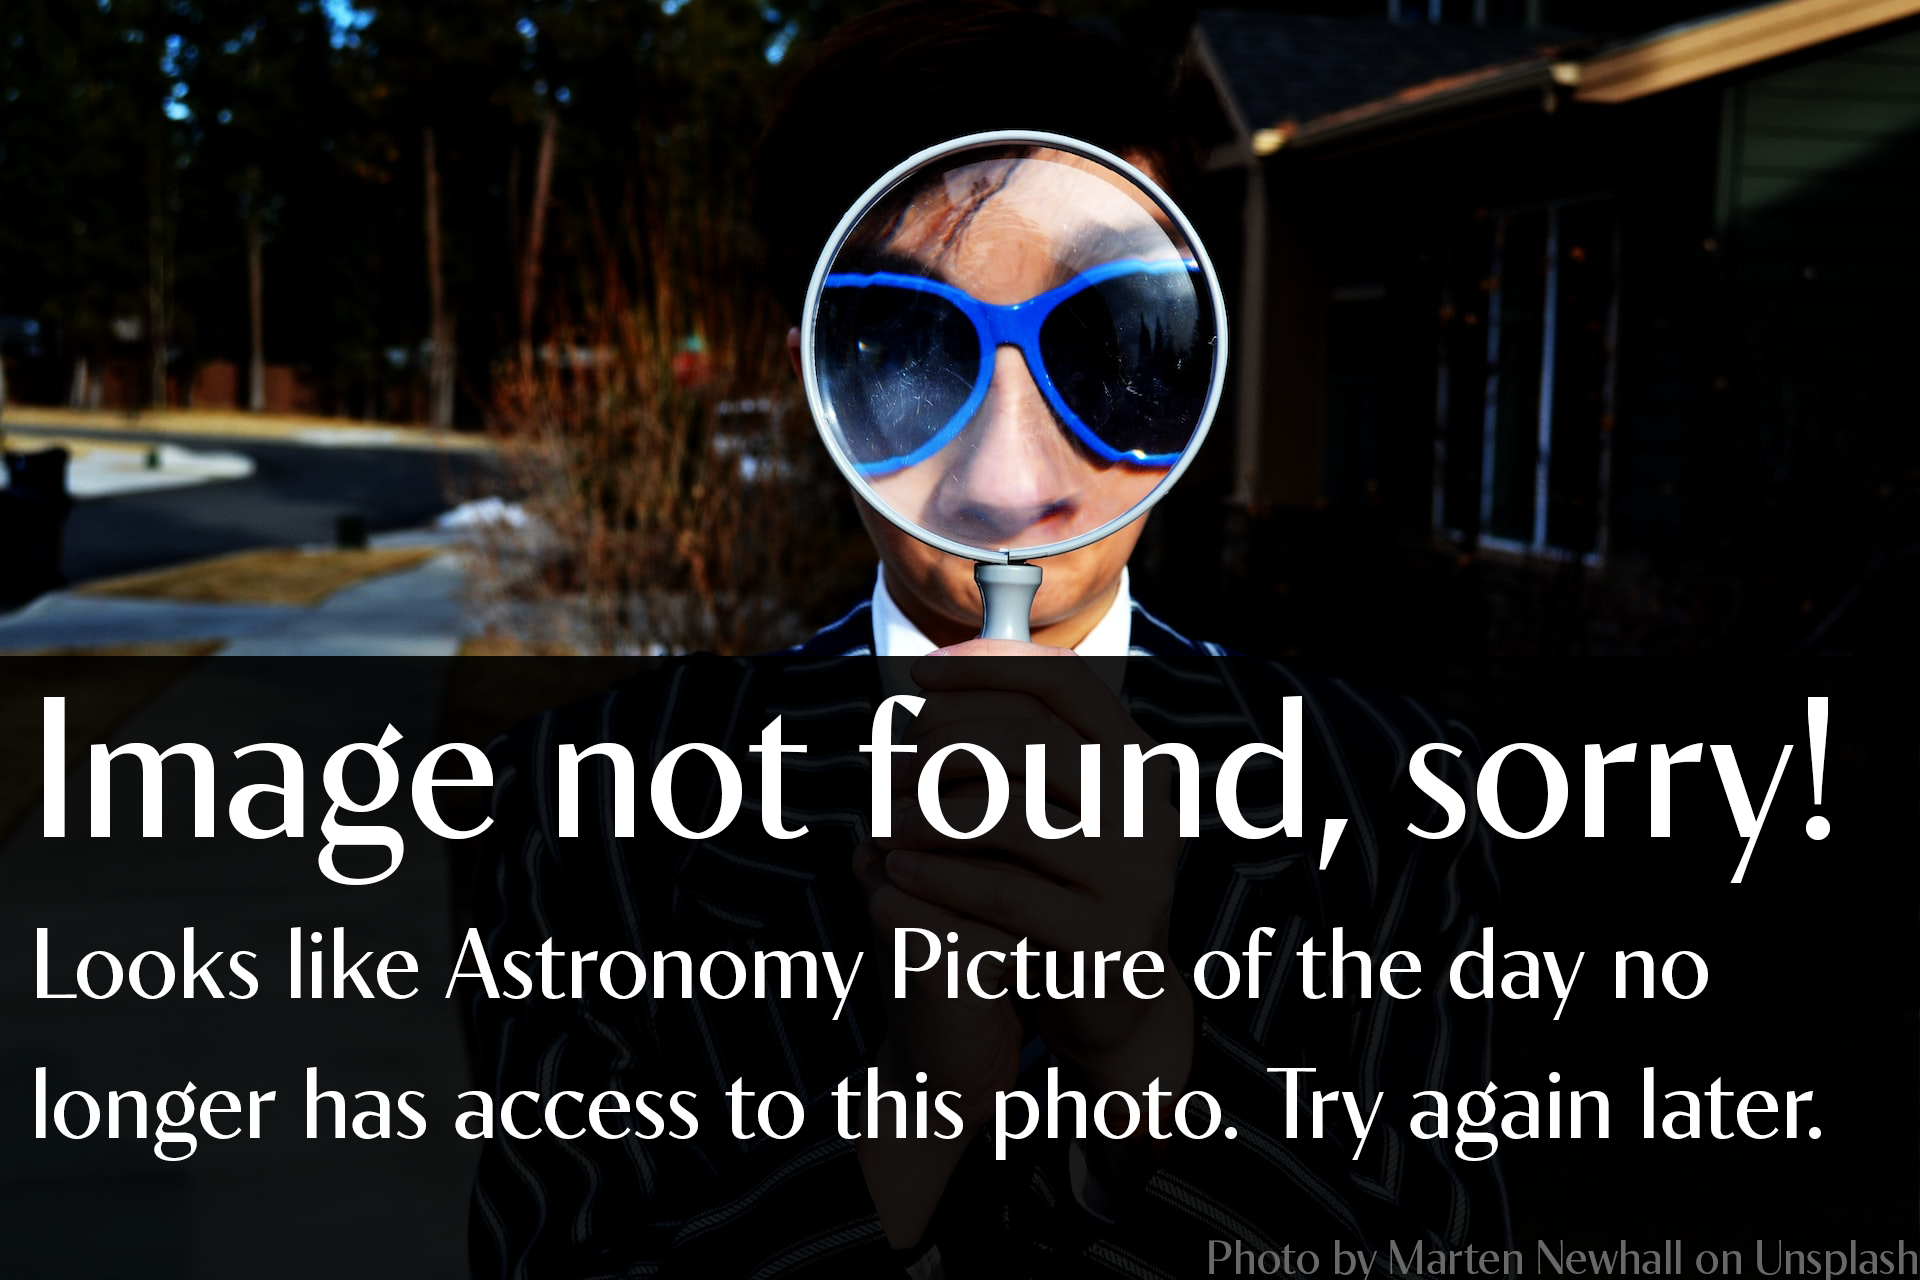 Image not found, sorry!
Looks like Astronomy Picture of the day no
longer has access to this photo. Try again later.
Photo by Marten Newhall on Unsplash